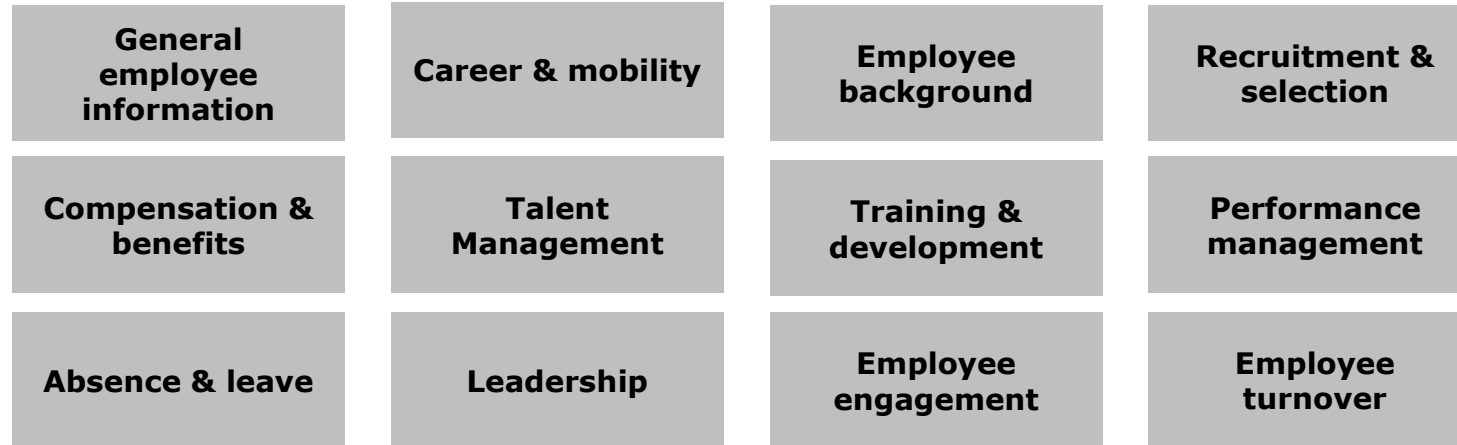 General
employee
information
Career & mobility
Employee
background
Recruitment &
selection
Compensation &
benefits
Talent
Management
Training &
development
Performance
management
Absence & leave
Leadership
Employee
engagement
Employee
turnover